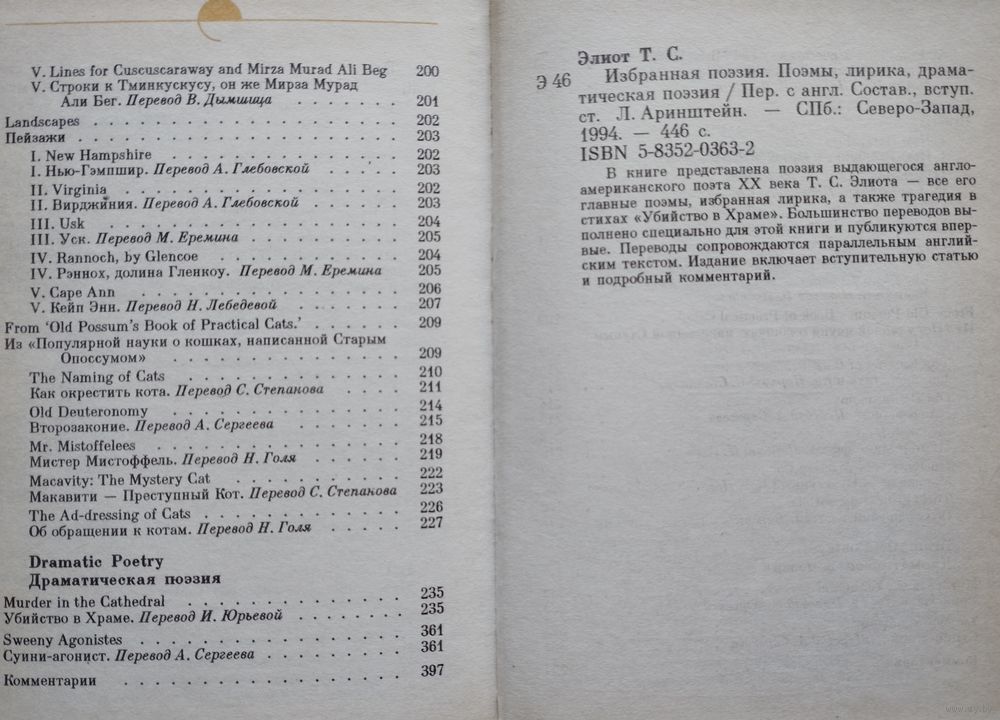 V. Lines for Cuscuscaraway and Mirza Murad Ali Beg 200
V. Строки к Тминкускусу, он же Мирза Мурад
Али Бег. Перевод В. Дымшица . . . . . . . 201
Landscapes . . . . . . . . . . . . . . . . . 202
Пейзажи . . . . . . . . . . . . . . . . . . 203
I. New Hampshire . . . . . . . . . . . . . 202
I. Нью-Гэмпшир. Перевод А. Глебовской . . . . . 203
II. Virginia . . . . . . . . . . . . . . . . 202
II. Вирджиния. Перевод А. Глебовской . . . . . . 203
III. Usk . . . . . . . . . . . . . . . . . 204
III. Уск. Перевод М. Еремина . . . . . . . . . 205
IV. Rannoch, by Glencoe . . . . . . . . . . . 204
IV. Рэннох, долина Гленкоу. Перевод М. Еремина 205
V. Cape Ann . . . . . . . . . . . . . . . 206
V. Кейп Энн. Перевод Н. Лебедевой . . . . . . . 207
From ‘Old Possum’s Book of Practical Cats.’ . . . . . . 209
Из «Популярной науки о кошках, написанной Старым
Опоссумом» . . . . . . . . . . . . . 209
The Naming of Cats . . . . . . . . . . . . 210
Как окрестить кота. Перевод С. Степанова . . . . 211
Old Deuteronomy . . . . . . . . . . . . . 214
Второзаконие. Перевод А. Сергеева . . . . . . . 215
Mr. Mistoffelees . . . . . . . . . . . . . . 218
Мистер Мистоффель. Перевод Н. Голя . . . . . . 219
Macavity: The Mystery Cat . . . . . . . . . . 222
Макавити — Преступный Кот. Перевод С. Степанова 223
The Ad-dressing of Cats . . . . . . . . . . . 226
Об обращении к котам. Перевод Н. Голя . . . . . 227
Dramatic Poetry
Драматическая поэзия
Murder in the Cathedral . . . . . . . . . . . . 235
Убийство в Храме. Перевод И. Юрьевой . . . . . . . 235
Sweeny Agonistes . . . . . . . . . . . . . . . 361
Суини-агонист. Перевод А. Сергеева . . . . . . . . 361
Комментарии . . . . . . . . . . . . . . . . 397
Элиот Т. С.
Э 46 Избранная поэзия. Поэмы, лирика, драма-
тическая поэзия / Пер. с англ. Состав., вступ.
ст. Л. Аринштейн. — СПб.: Северо-Запад,
1994. — 446 с.
ISBN 5-8352-0363-2
В книге представлена поэзия выдающегося англо-
американского поэта XX века Т. С. Элиота — все его
главные поэмы, избранная лирика, а также трагедия в
стихах «Убийство в Храме». Большинство переводов вы-
полнено специально для этой книги и публикуются впер-
вые. Переводы сопровождаются параллельным англий-
ским текстом. Издание включает вступительную статью
и подробный комментарий.